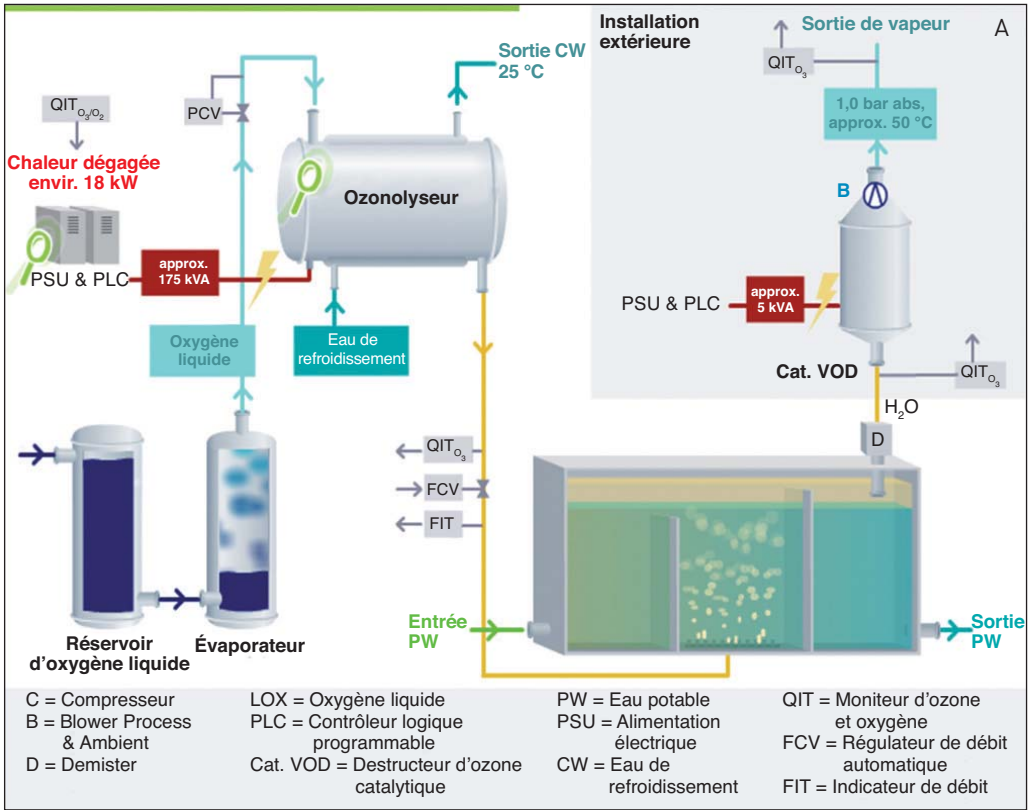 Installation
extérieure
Sortie de vapeur
A
QIT O3
1,0 bar abs,
approx. 50 °C
B
PSU & PLC
approx.
5 kVA
Cat. VOD
QIT O3
H2O
D
Sortie CW
25 °C
PCV
QIT O3/O2
Chaleur dégagée
envir. 18 kW
Ozonolyseur
PSU & PLC
approx.
175 kVA
Oxygène
liquide
Eau de
refroidissement
QIT O3
FCV
FIT
Entrée
PW
Sortie
PW
Réservoir
d'oxygène liquide
Évaporateur
C = Compresseur
B = Blower Process
& Ambient
D = Demister
LOX = Oxygène liquide
PLC = Contrôleur logique
programmable
Cat. VOD = Destructeur d'ozone
catalytique
PW = Eau potable
PSU = Alimentation
électrique
CW = Eau de
refroidissement
QIT = Moniteur d'ozone
et oxygène
FCV = Régulateur de débit
automatique
FIT = Indicateur de débit